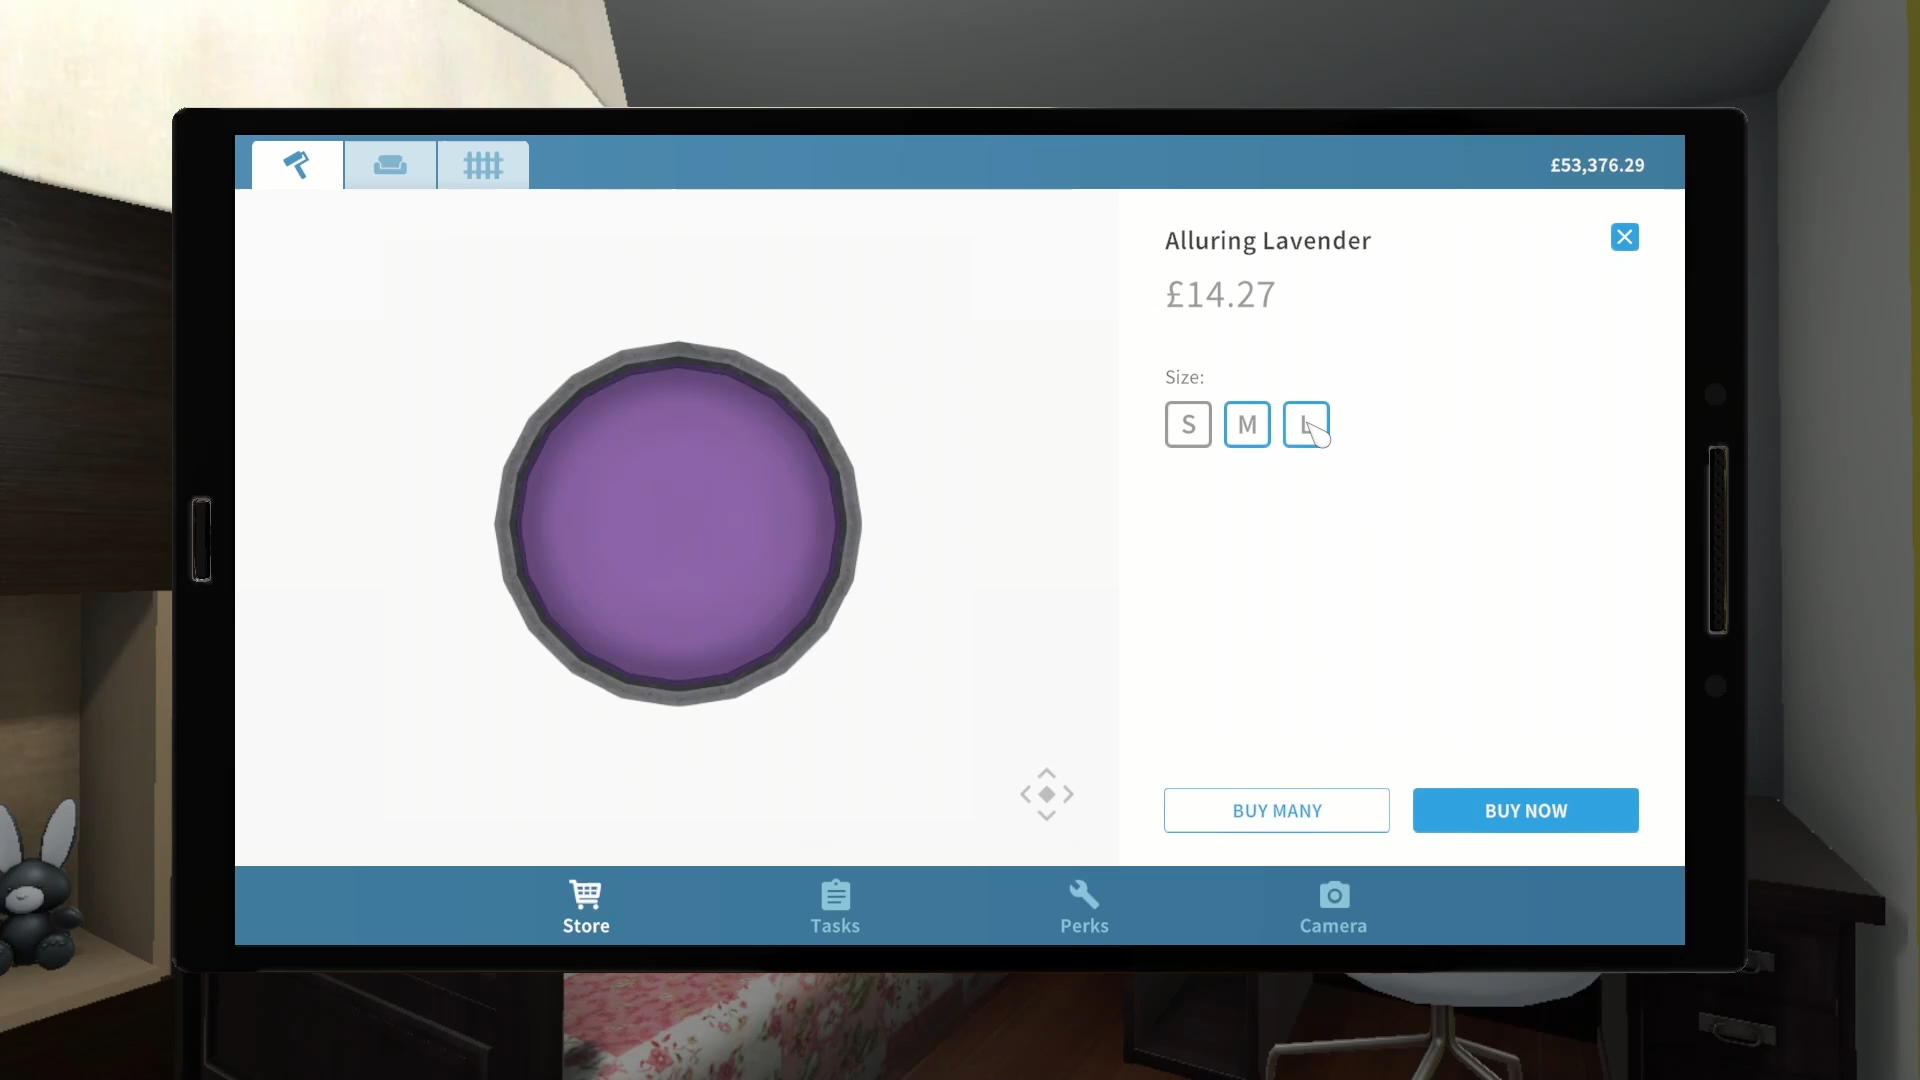 £53,376.29
Alluring Lavender
£14.27
Size:
S M L
BUY MANY BUY NOW
Store Tasks Perks Camera